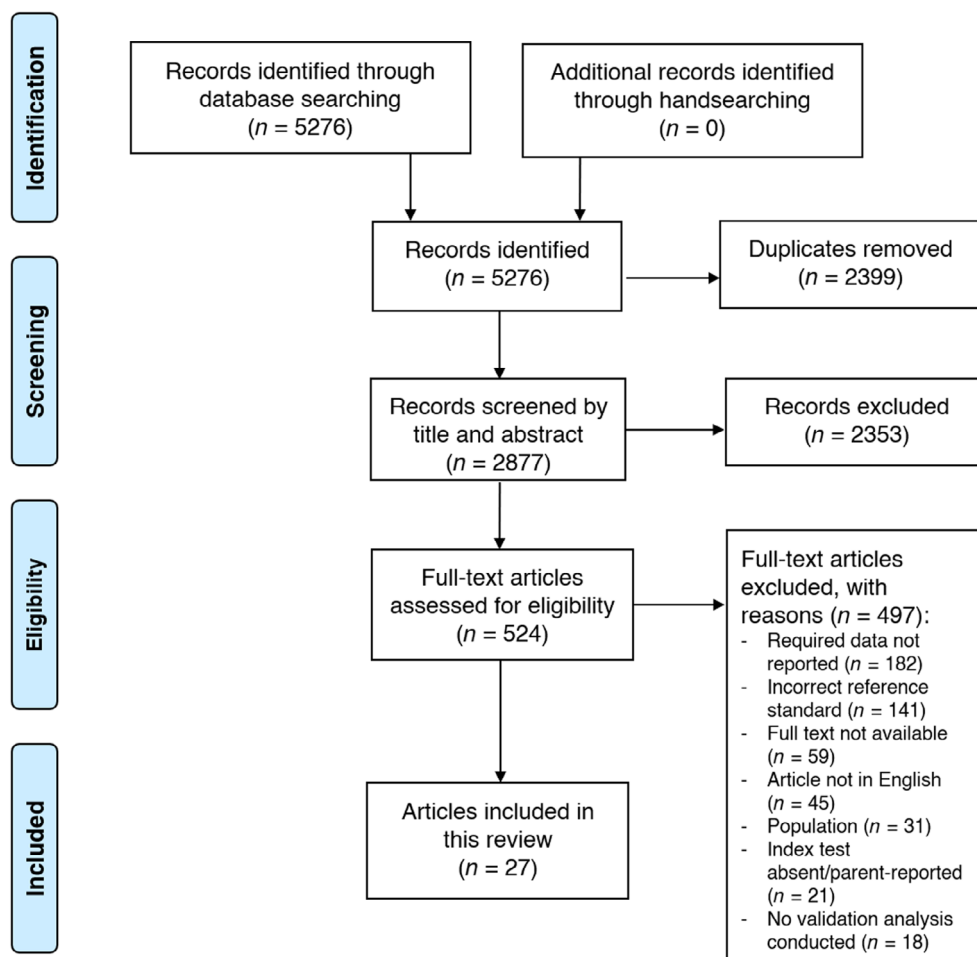 Identification
Records identified through
database searching
(n = 5276)
Additional records identified
through handsearching
(n = 0)
Records identified
(n = 5276)
Duplicates removed
(n = 2399)
Screening
Records screened by
title and abstract
(n = 2877)
Records excluded
(n = 2353)
Eligibility
Full-text articles
assessed for eligibility
(n = 524)
Full-text articles
excluded, with
reasons (n = 497):
- Required data not
reported (n = 182)
- Incorrect reference
standard (n = 141)
- Full text not available
(n = 59)
- Article not in English
(n = 45)
- Population (n = 31)
- Index test
absent/parent-reported
(n = 21)
- No validation analysis
conducted (n = 18)
Included
Articles included in
this review
(n = 27)